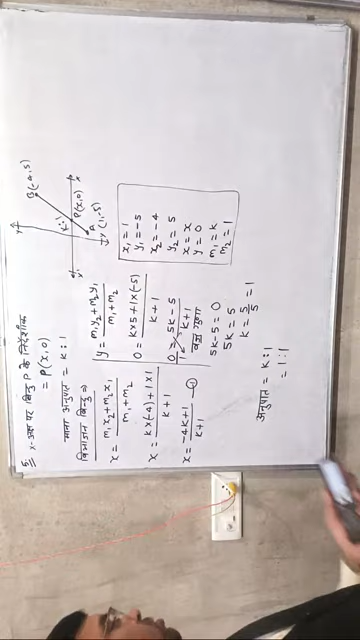 5. x-अक्ष पर बिन्दु P के निर्देशांक
= P(x,0)
माना अनुपात = k:1
विभाजन बिन्दु ⇒
x = m₁x₂+m₂x₁ / m₁+m₂
x = k×(-4)+1×1 / k+1
x = -4k+1 / k+1 —①
y = m₁y₂+m₂y₁ / m₁+m₂
0 = k×5+1×(-5) / k+1
0/1 = 5k-5 / k+1
वज्र गुणन
5k-5=0
5k=5
k = 5/5 = 1
अनुपात = k:1
= 1:1
B(-4,5)
P(x,0)
k:1
A
(1,-5)
x₁=1
y₁=-5
x₂=-4
y₂=5
x=x
y=0
m₁=k
m₂=1